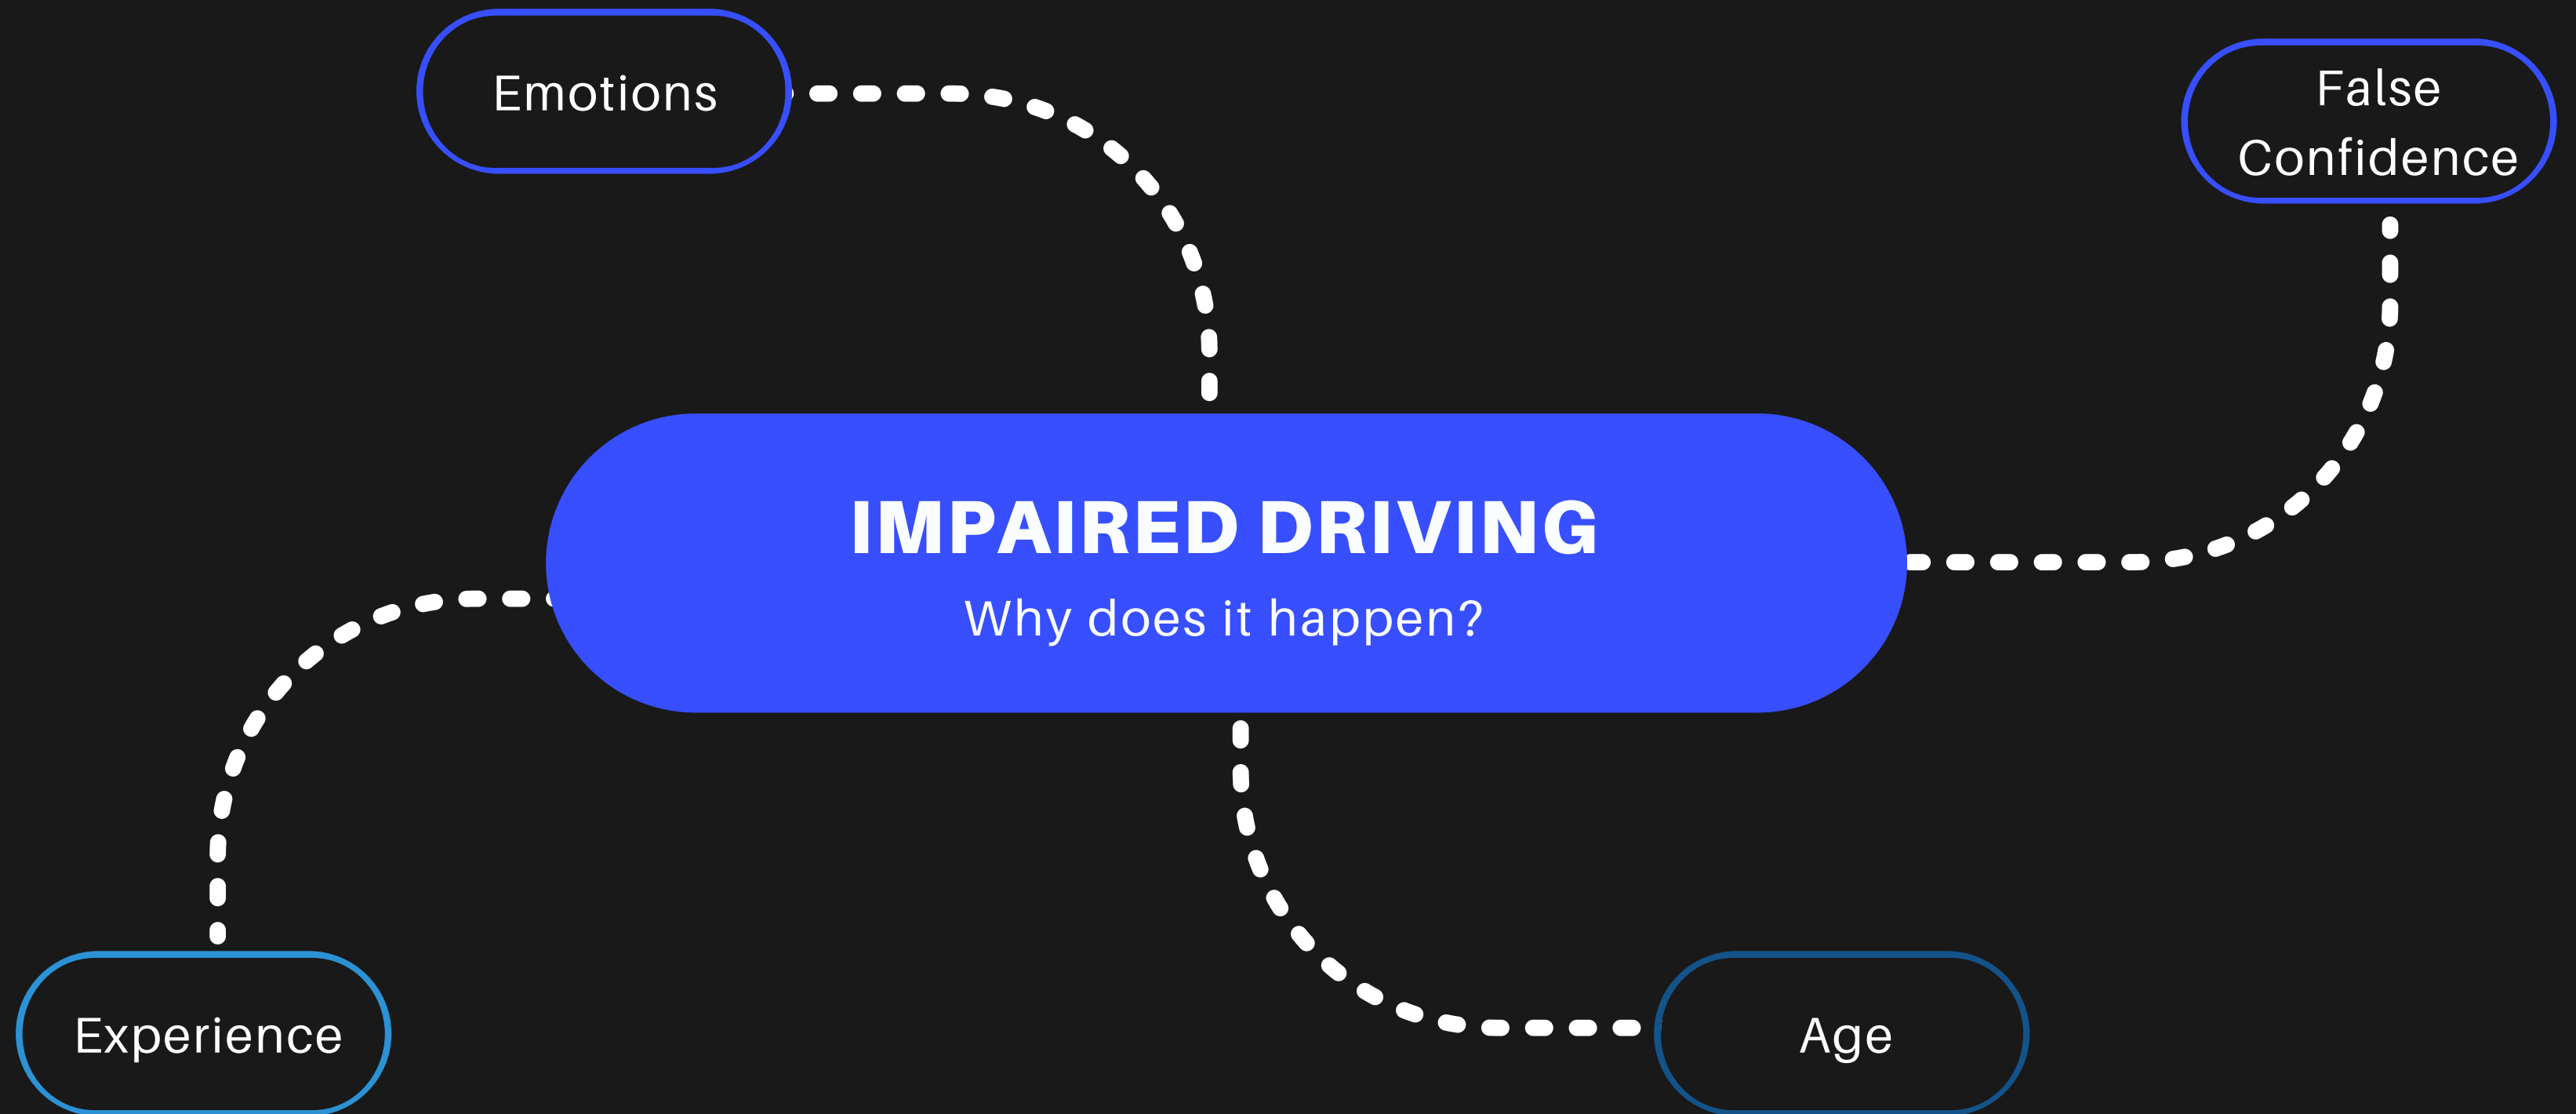 Emotions
False
Confidence
IMPAIRED DRIVING
Why does it happen?
Experience
Age